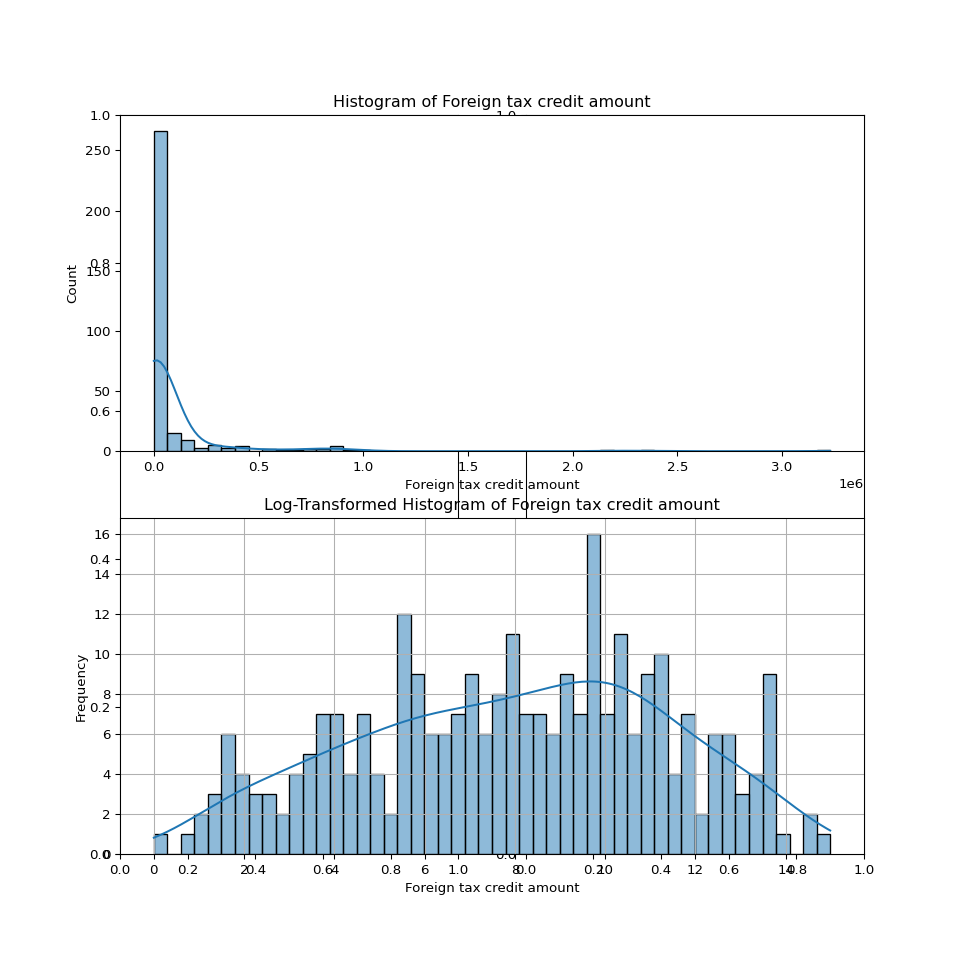 Histogram of Foreign tax credit amount
1.0
1.0
250
200
0.8
150
Count
100
50
0.6
0
0.0 0.5 1.0 1.5 2.0 2.5 3.0
1e6
Foreign tax credit amount
Log-Transformed Histogram of Foreign tax credit amount
16
0.4
14
12
10
8
0.2
Frequency
6
4
2
0.0 0 0.0
0.0 0 0.2 2 0.4 0.6 4 0.8 6 1.0 8 0.0 0.2 10 0.4 12 0.6 14 0.8 1.0
Foreign tax credit amount